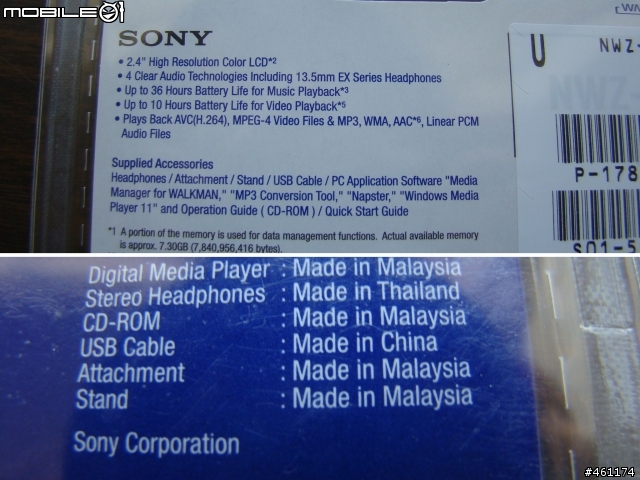 MOBILE01
SONY
• 2.4" High Resolution Color LCD*2
• 4 Clear Audio Technologies Including 13.5mm EX Series Headphones
• Up to 36 Hours Battery Life for Music Playback*3
• Up to 10 Hours Battery Life for Video Playback*5
• Plays Back AVC(H.264), MPEG-4 Video Files & MP3, WMA, AAC*6, Linear PCM
Audio Files
Supplied Accessories
Headphones / Attachment / Stand / USB Cable / PC Application Software "Media
Manager for WALKMAN," "MP3 Conversion Tool," "Napster," "Windows Media
Player 11" and Operation Guide ( CD-ROM ) / Quick Start Guide
*1 A portion of the memory is used for data management functions. Actual available memory
is approx. 7.30GB (7,840,956,416 bytes).
U
NWZ-
P-178
S01-5
Digital Media Player : Made in Malaysia
Stereo Headphones : Made in Thailand
CD-ROM : Made in Malaysia
USB Cable : Made in China
Attachment : Made in Malaysia
Stand : Made in Malaysia
Sony Corporation
#461174